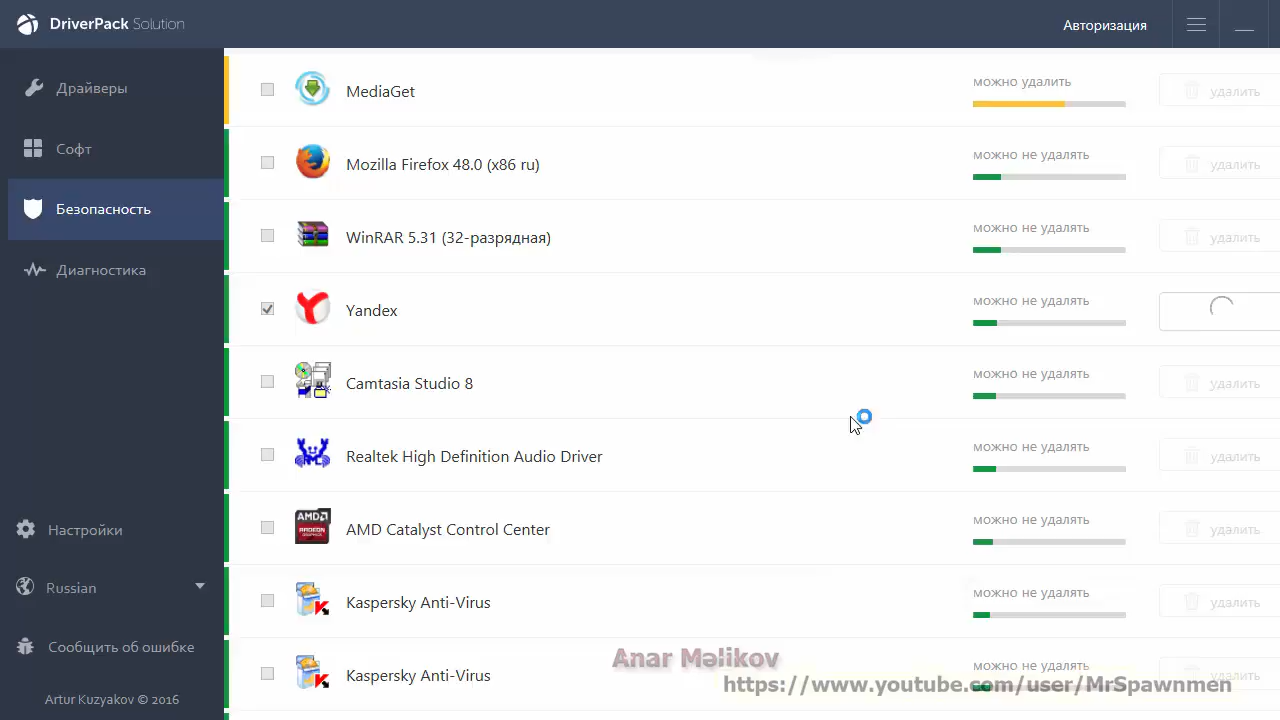 DriverPack Solution
Авторизация
Драйверы
Софт
Безопасность
Диагностика
Настройки
Russian
Сообщить об ошибке
Artur Kuzyakov © 2016
MediaGet
можно удалить
удалить
Mozilla Firefox 48.0 (x86 ru)
можно не удалять
удалить
WinRAR 5.31 (32-разрядная)
можно не удалять
удалить
Yandex
можно не удалять
Camtasia Studio 8
можно не удалять
удалить
Realtek High Definition Audio Driver
можно не удалять
удалить
AMD
RADEON
GRAPHICS
AMD Catalyst Control Center
можно не удалять
удалить
Kaspersky Anti-Virus
можно не удалять
удалить
Kaspersky Anti-Virus
можно не удалять
удалить
Anar Məlikov
https://www.youtube.com/user/MrSpawnmen